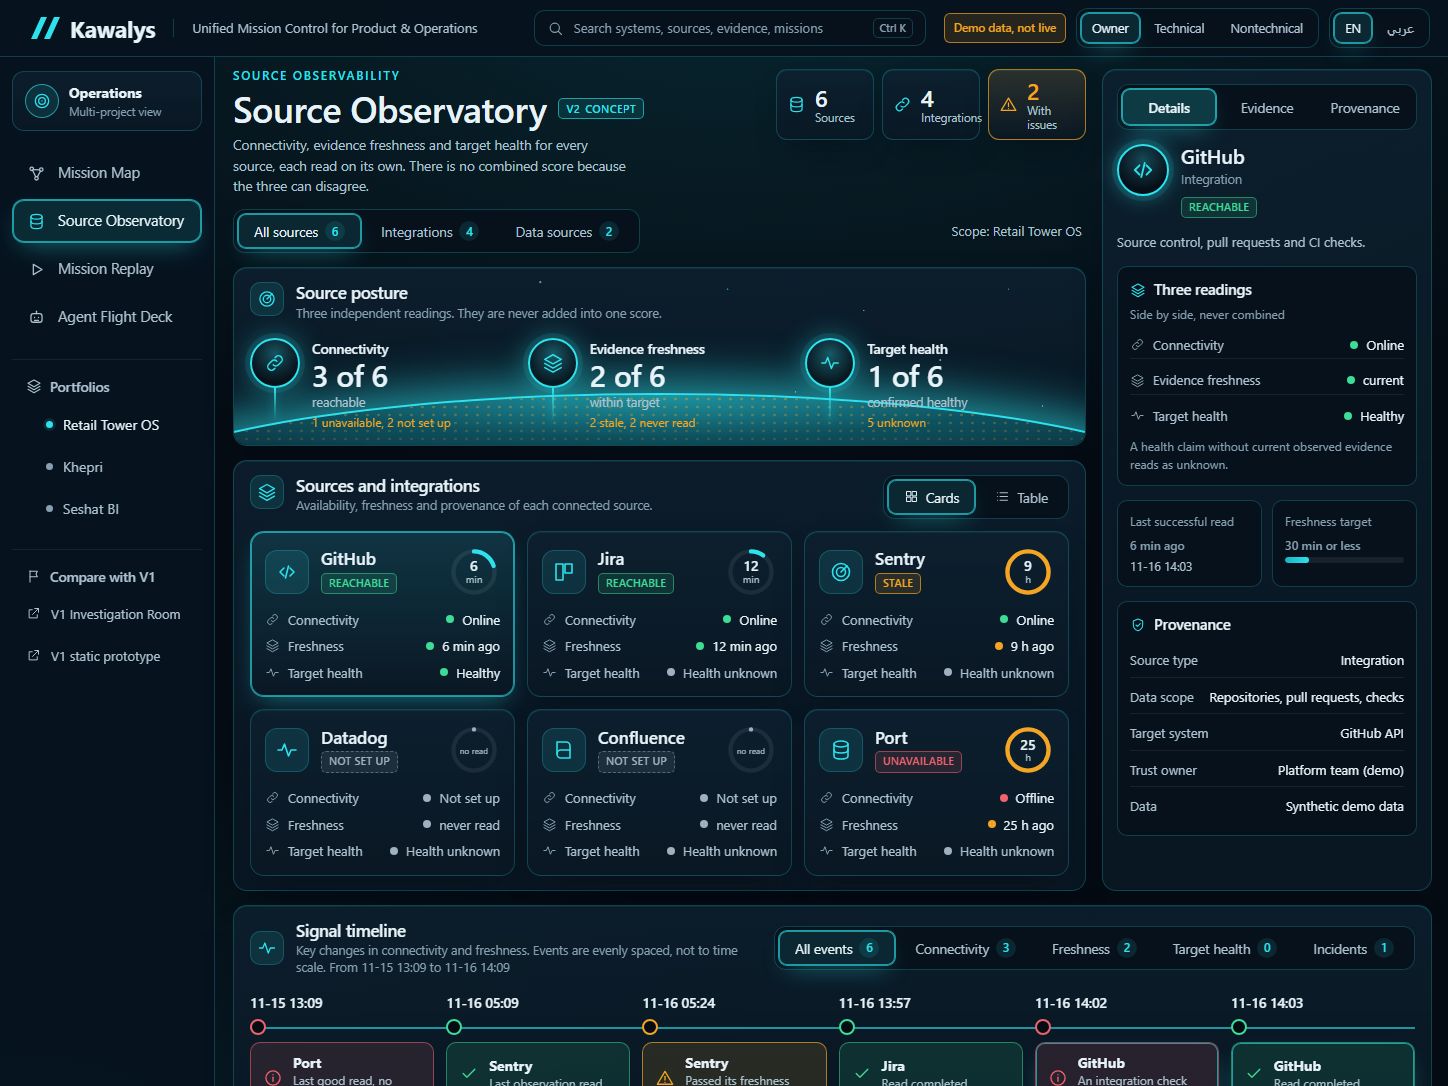 Kawalys
Unified Mission Control for Product & Operations
Search systems, sources, evidence, missions
Ctrl K
Demo data, not live
Owner
Technical
Nontechnical
EN
عربي
Operations
Multi-project view
Mission Map
Source Observatory
Mission Replay
Agent Flight Deck
Portfolios
Retail Tower OS
Khepri
Seshat BI
Compare with V1
V1 Investigation Room
V1 static prototype
SOURCE OBSERVABILITY
Source Observatory
V2 CONCEPT
Connectivity, evidence freshness and target health for every
source, each read on its own. There is no combined score because
the three can disagree.
6
Sources
4
Integrations
2
With
issues
All sources 6
Integrations 4
Data sources 2
Scope: Retail Tower OS
Source posture
Three independent readings. They are never added into one score.
Connectivity
3 of 6
reachable
1 unavailable, 2 not set up
Evidence freshness
2 of 6
within target
2 stale, 2 never read
Target health
1 of 6
confirmed healthy
5 unknown
Sources and integrations
Availability, freshness and provenance of each connected source.
Cards
Table
GitHub
REACHABLE
6
min
Connectivity Online
Freshness 6 min ago
Target health Healthy
Jira
REACHABLE
12
min
Connectivity Online
Freshness 12 min ago
Target health Health unknown
Sentry
STALE
9
h
Connectivity Online
Freshness 9 h ago
Target health Health unknown
Datadog
NOT SET UP
no read
Connectivity Not set up
Freshness never read
Target health Health unknown
Confluence
NOT SET UP
no read
Connectivity Not set up
Freshness never read
Target health Health unknown
Port
UNAVAILABLE
25
h
Connectivity Offline
Freshness 25 h ago
Target health Health unknown
Details
Evidence
Provenance
GitHub
Integration
REACHABLE
Source control, pull requests and CI checks.
Three readings
Side by side, never combined
Connectivity Online
Evidence freshness current
Target health Healthy
A health claim without current observed evidence
reads as unknown.
Last successful read
6 min ago
11-16 14:03
Freshness target
30 min or less
Provenance
Source type Integration
Data scope Repositories, pull requests, checks
Target system GitHub API
Trust owner Platform team (demo)
Data Synthetic demo data
Signal timeline
Key changes in connectivity and freshness. Events are evenly spaced, not to time
scale. From 11-15 13:09 to 11-16 14:09
All events 6
Connectivity 3
Freshness 2
Target health 0
Incidents 1
11-15 13:09
11-16 05:09
11-16 05:24
11-16 13:57
11-16 14:02
11-16 14:03
Port
Last good read, no
Sentry
Last observation read
Sentry
Passed its freshness
Jira
Read completed
GitHub
An integration check
GitHub
Read completed